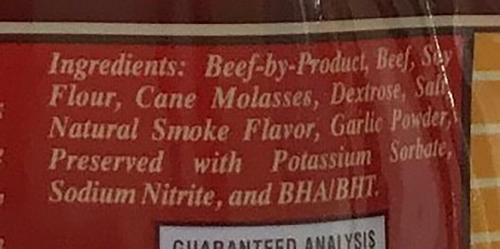 Ingredients: Beef-by-Product, Beef, Soy
Flour, Cane Molasses, Dextrose, Salt,
Natural Smoke Flavor, Garlic Powder,
Preserved with Potassium Sorbate,
Sodium Nitrite, and BHA/BHT.
GUARANTEED ANALYSIS